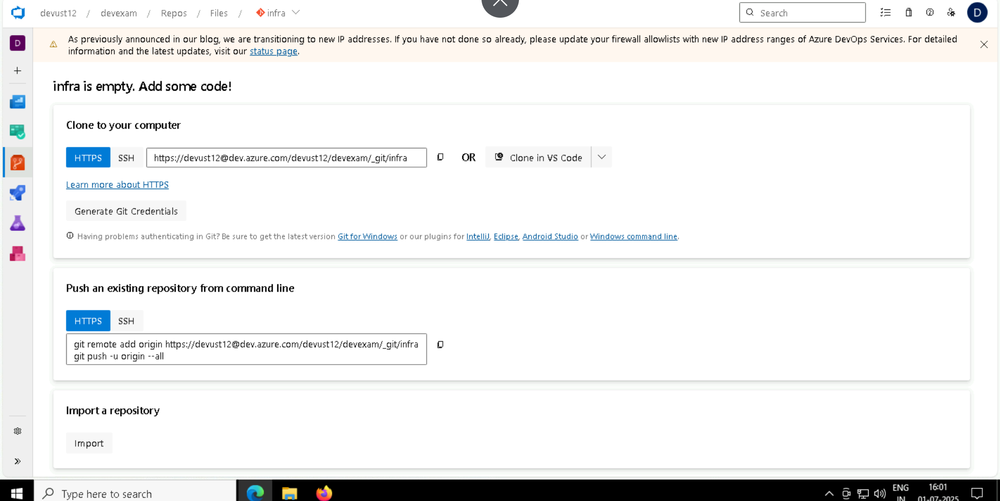 devust12 / devexam / Repos / Files / infra
Search
D
D
As previously announced in our blog, we are transitioning to new IP addresses. If you have not done so already, please update your firewall allowlists with new IP address ranges of Azure DevOps Services. For detailed
information and the latest updates, visit our status page.
infra is empty. Add some code!
Clone to your computer
HTTPS SSH https://devust12@dev.azure.com/devust12/devexam/_git/infra OR Clone in VS Code
Learn more about HTTPS
Generate Git Credentials
Having problems authenticating in Git? Be sure to get the latest version Git for Windows or our plugins for IntelliJ, Eclipse, Android Studio or Windows command line.
Push an existing repository from command line
HTTPS SSH
git remote add origin https://devust12@dev.azure.com/devust12/devexam/_git/infra
git push -u origin --all
Import a repository
Import
Type here to search
ENG
IN
16:01
01-07-2025